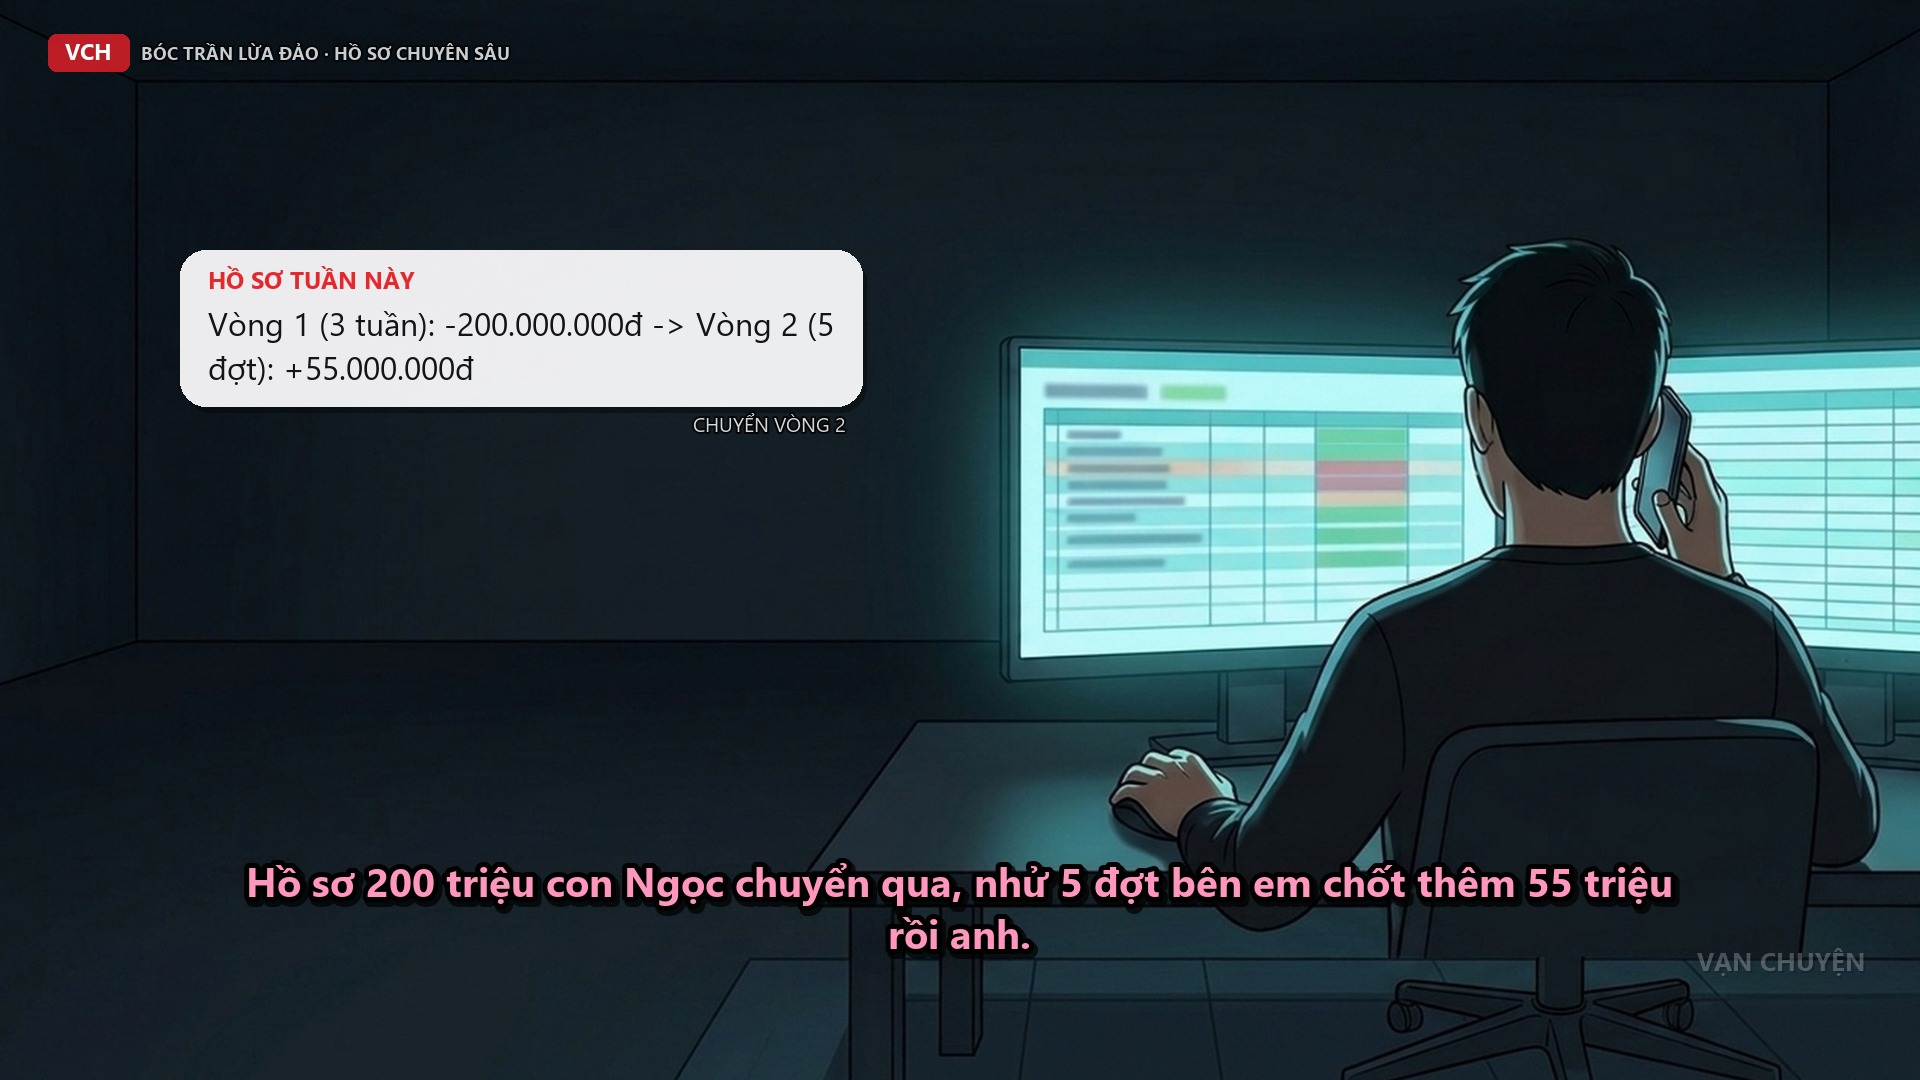 VCH BÓC TRẦN LỪA ĐẢO · HỒ SƠ CHUYÊN SÂU
HỒ SƠ TUẦN NÀY
Vòng 1 (3 tuần): -200.000.000đ -> Vòng 2 (5
đợt): +55.000.000đ
CHUYỂN VÒNG 2
Hồ sơ 200 triệu con Ngọc chuyển qua, nhử 5 đợt bên em chốt thêm 55 triệu
rồi anh.
VẠN CHUYỆN